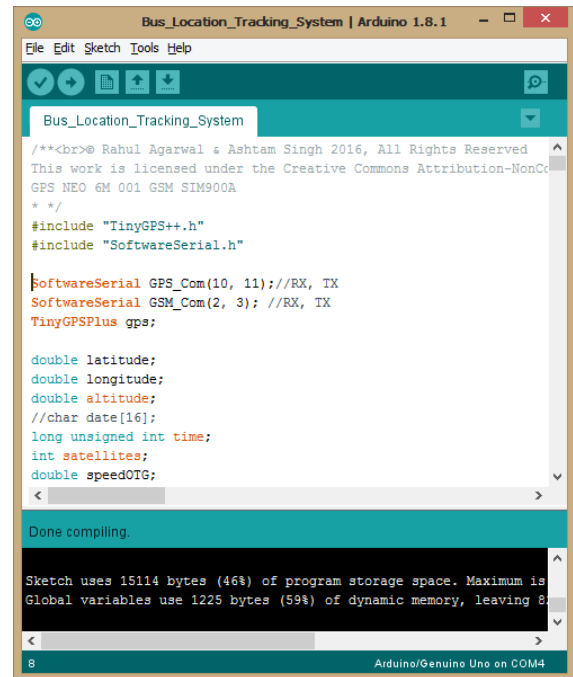 Bus_Location_Tracking_System | Arduino 1.8.1
File Edit Sketch Tools Help
Bus_Location_Tracking_System
/**<br>© Rahul Agarwal & Ashtam Singh 2016, All Rights Reserved
This work is licensed under the Creative Commons Attribution-NonCo
GPS NEO 6M 001 GSM SIM900A
* */
#include "TinyGPS++.h"
#include "SoftwareSerial.h"
SoftwareSerial GPS_Com(10, 11);//RX, TX
SoftwareSerial GSM_Com(2, 3); //RX, TX
TinyGPSPlus gps;
double latitude;
double longitude;
double altitude;
//char date[16];
long unsigned int time;
int satellites;
double speedOTG;
Done compiling.
Sketch uses 15114 bytes (46%) of program storage space. Maximum is
Global variables use 1225 bytes (59%) of dynamic memory, leaving 8
8 Arduino/Genuino Uno on COM4